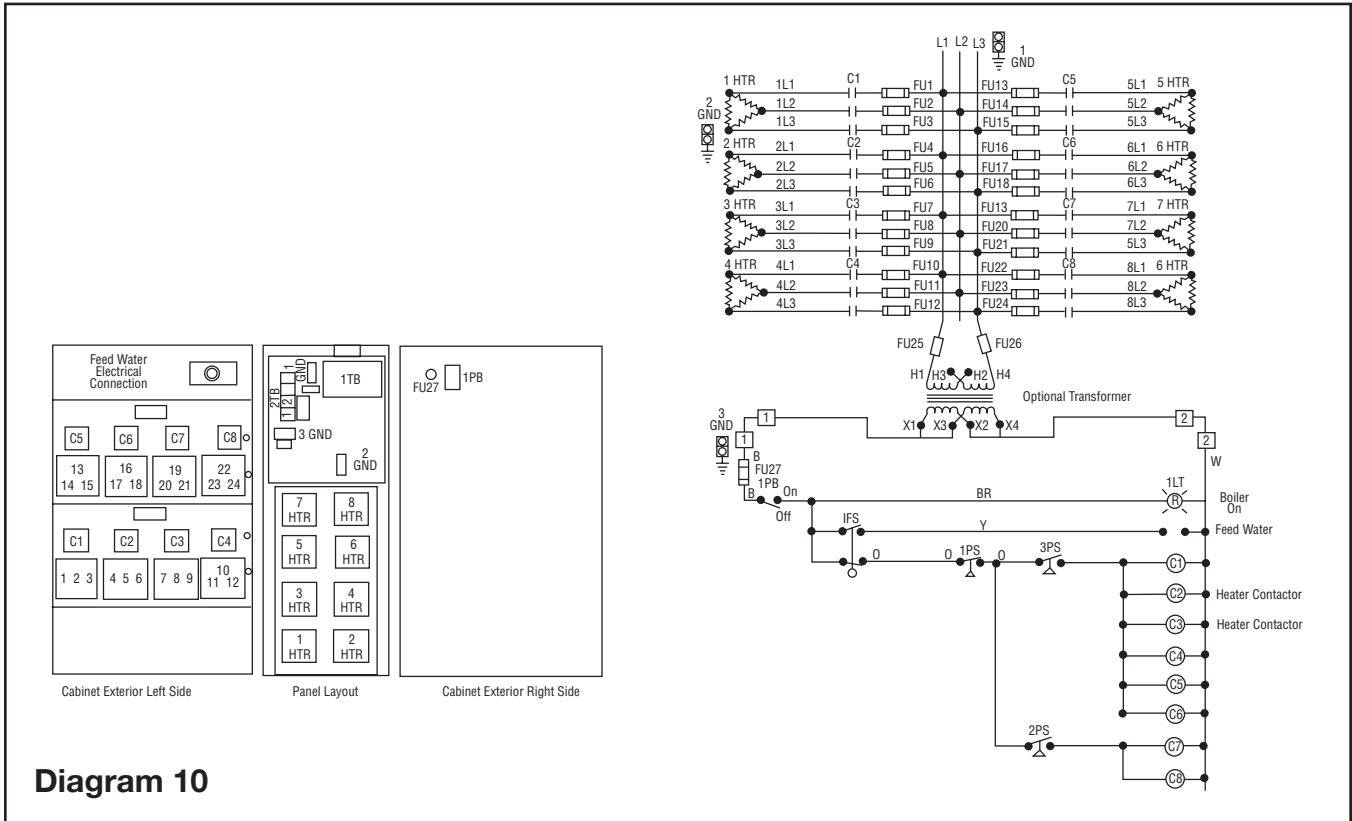 L1 L2 L3 1 GND
1 HTR 1L1 C1 FU1 FU13 C5 5L1 5 HTR
1L2 FU2 FU14 5L2
1L3 FU3 FU15 5L3
2 GND
2 HTR 2L1 C2 FU4 FU16 C6 6L1 6 HTR
2L2 FU5 FU17 6L2
2L3 FU6 FU18 6L3
3 HTR 3L1 C3 FU7 FU13 C7 7L1 7 HTR
3L2 FU8 FU20 7L2
3L3 FU9 FU21 5L3
4 HTR 4L1 C4 FU10 FU22 C8 8L1 6 HTR
4L2 FU11 FU23 8L2
4L3 FU12 FU24 8L3
FU25 FU26
H1 H3 H2 H4
Optional Transformer
X1 X3 X2 X4
3 GND
1 2
1 2
B W
FU27
1PB
B On
Off
BR
1LT
R
Boiler On
IFS Y Feed Water
O O 1PS O 3PS C1
C2 Heater Contactor
C3 Heater Contactor
C4
C5
C6
2PS C7
C8
Feed Water
Electrical
Connection
C5 C6 C7 C8
13 16 19 22
14 15 17 18 20 21 23 24
C1 C2 C3 C4
1 2 3 4 5 6 7 8 9 10
11 12
Cabinet Exterior Left Side
1 GND
1TB
2TB
1 2 1
3 GND
2 GND
7 HTR 8 HTR
5 HTR 6 HTR
3 HTR 4 HTR
1 HTR 2 HTR
Panel Layout
FU27 1PB
Cabinet Exterior Right Side
Diagram 10